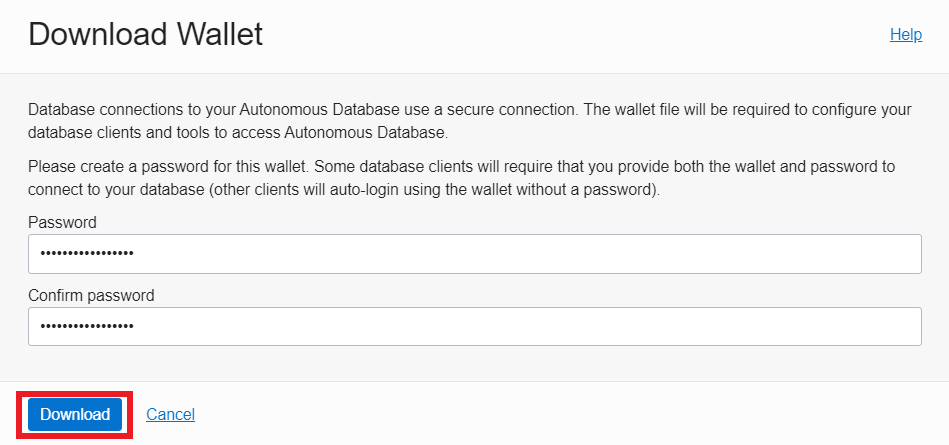 Download Wallet
Help
Database connections to your Autonomous Database use a secure connection. The wallet file will be required to configure your
database clients and tools to access Autonomous Database.
Please create a password for this wallet. Some database clients will require that you provide both the wallet and password to
connect to your database (other clients will auto-login using the wallet without a password).
Password
•••••••••••••••••
Confirm password
•••••••••••••••••
Download
Cancel